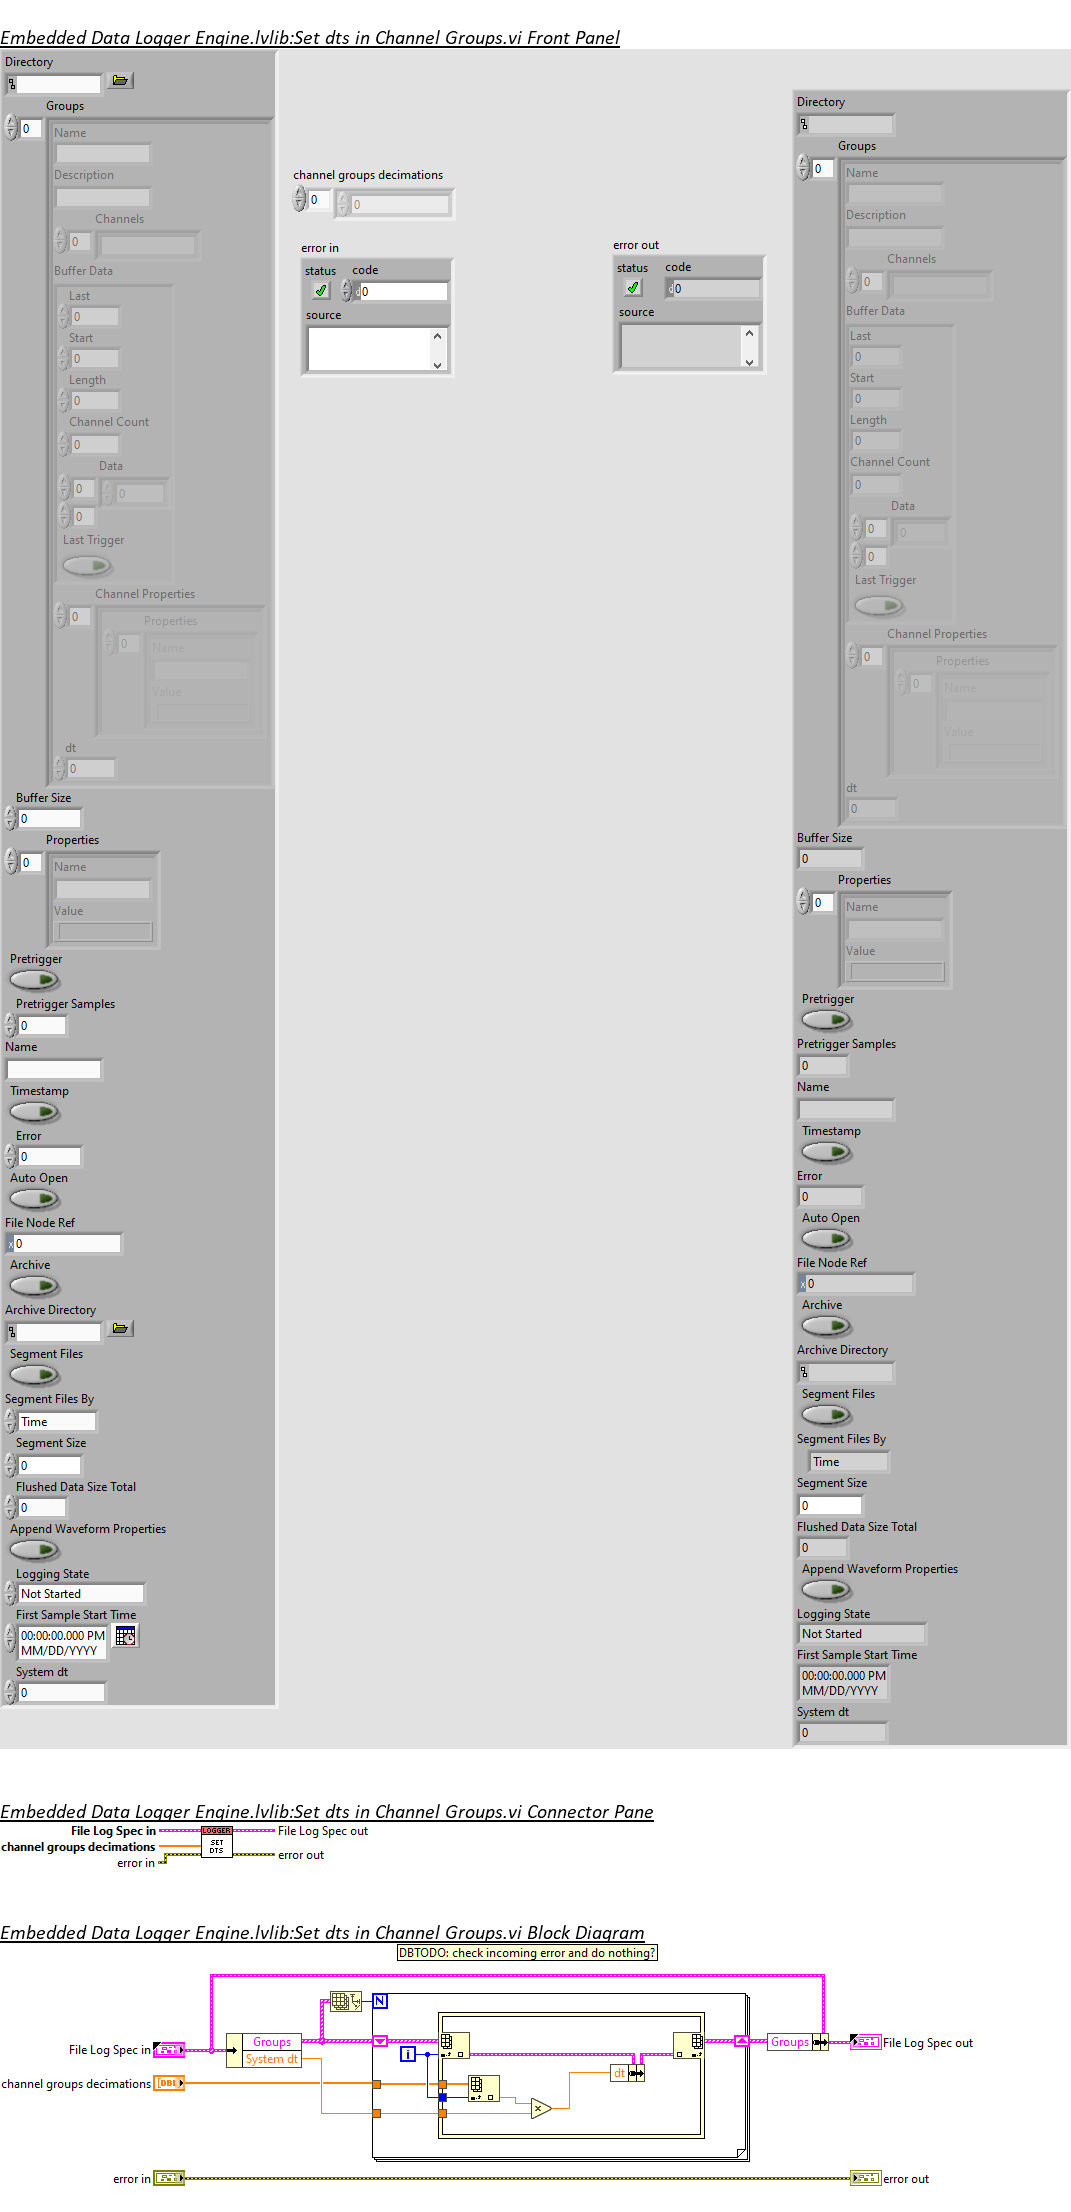 Embedded Data Logger Engine.lvlib:Set dts in Channel Groups.vi Front Panel
Directory
Groups
0
Name
Description
Channels
0
Buffer Data
Last
0
Start
0
Length
0
Channel Count
0
Data
0
0
0
Last Trigger
Channel Properties
0
Properties
0
Name
Value
dt
0
Buffer Size
0
Properties
0
Name
Value
Pretrigger
Pretrigger Samples
0
Name
Timestamp
Error
0
Auto Open
File Node Ref
x 0
Archive
Archive Directory
Segment Files
Segment Files By
Time
Segment Size
0
Flushed Data Size Total
0
Append Waveform Properties
Logging State
Not Started
First Sample Start Time
00:00:00.000 PM
MM/DD/YYYY
System dt
0
channel groups decimations
0 0
error in
status code
d 0
source
error out
status code
d 0
source
Directory
Groups
0
Name
Description
Channels
0
Buffer Data
Last
0
Start
0
Length
0
Channel Count
0
Data
0
0
0
Last Trigger
Channel Properties
0
Properties
0
Name
Value
dt
0
Buffer Size
0
Properties
0
Name
Value
Pretrigger
Pretrigger Samples
0
Name
Timestamp
Error
0
Auto Open
File Node Ref
x 0
Archive
Archive Directory
Segment Files
Segment Files By
Time
Segment Size
0
Flushed Data Size Total
0
Append Waveform Properties
Logging State
Not Started
First Sample Start Time
00:00:00.000 PM
MM/DD/YYYY
System dt
0
Embedded Data Logger Engine.lvlib:Set dts in Channel Groups.vi Connector Pane
File Log Spec in
channel groups decimations
error in
LOGGER
SET
DTS
File Log Spec out
error out
Embedded Data Logger Engine.lvlib:Set dts in Channel Groups.vi Block Diagram
DBTODO: check incoming error and do nothing?
N
File Log Spec in
Groups
System dt
i
dt
Groups
File Log Spec out
channel groups decimations
DBL
x
error in
error out